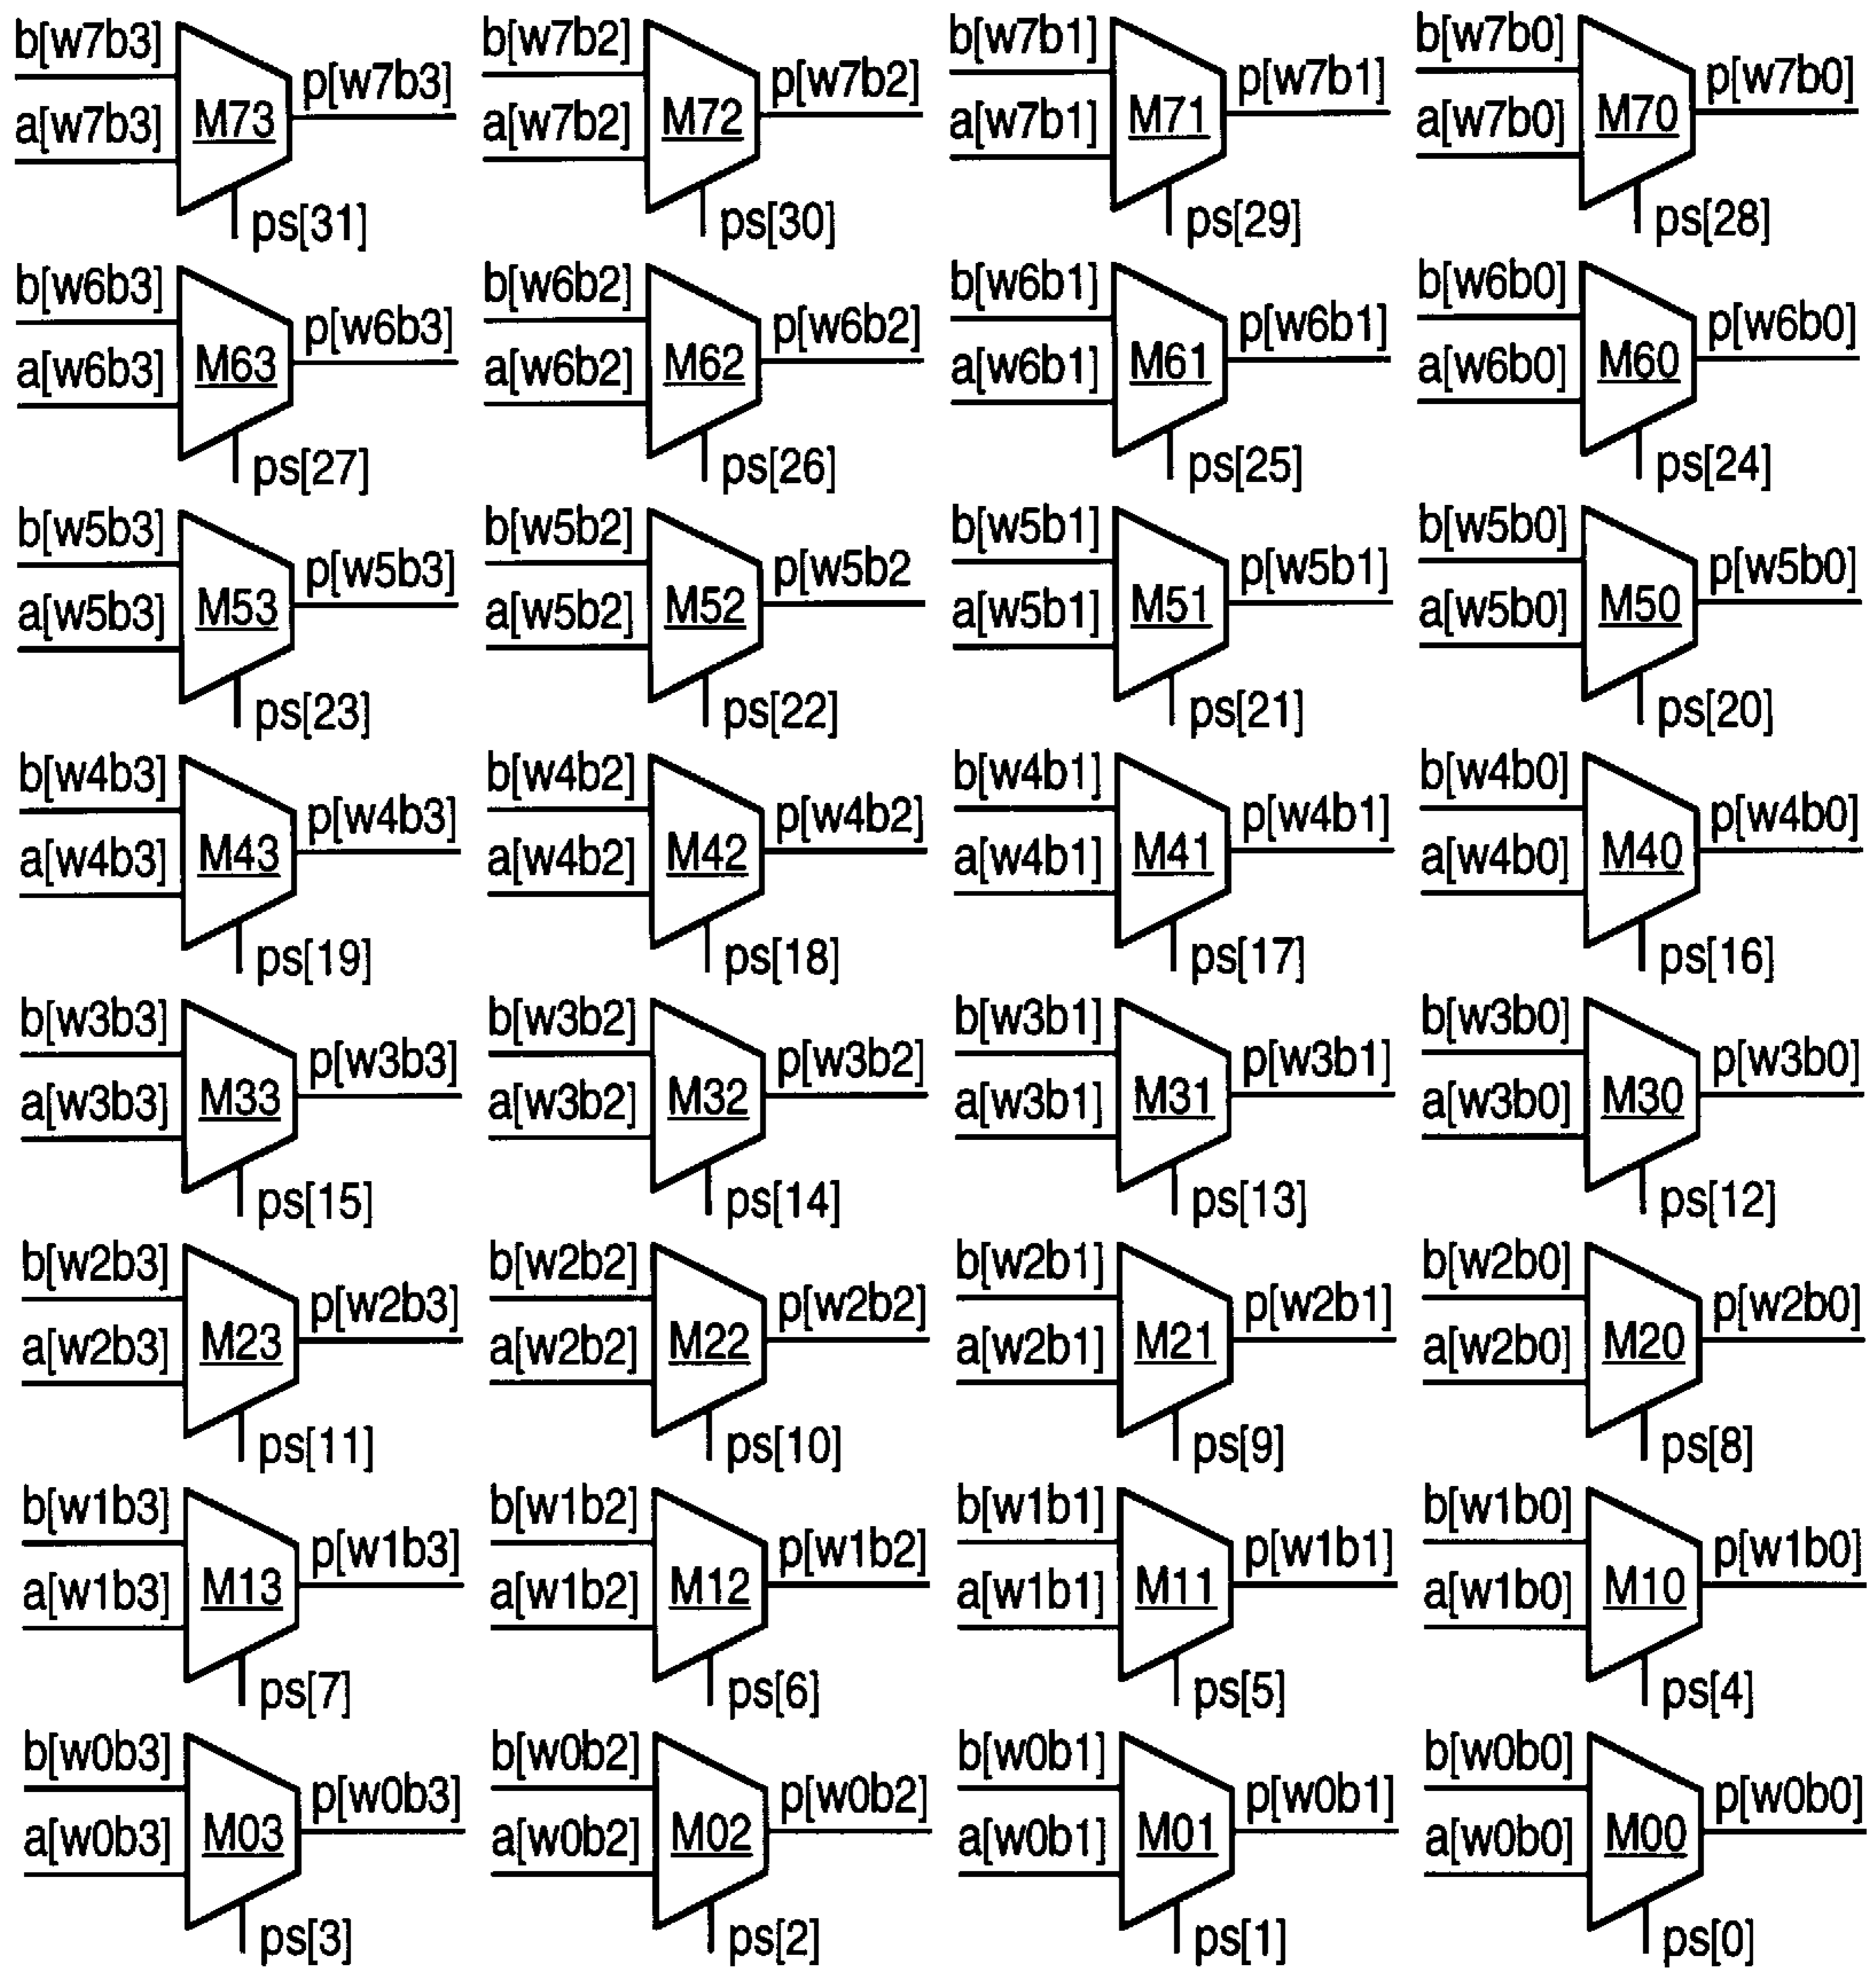 b[w7b3] b[w7b2] b[w7b1] b[w7b0]
p[w7b3] p[w7b2] p[w7b1] p[w7b0]
a[w7b3] M73 a[w7b2] M72 a[w7b1] M71 a[w7b0] M70
ps[31] ps[30] ps[29] ps[28]
b[w6b3] b[w6b2] b[w6b1] b[w6b0]
p[w6b3] p[w6b2] p[w6b1] p[w6b0]
a[w6b3] M63 a[w6b2] M62 a[w6b1] M61 a[w6b0] M60
ps[27] ps[26] ps[25] ps[24]
b[w5b3] b[w5b2] b[w5b1] b[w5b0]
p[w5b3] p[w5b2 p[w5b1] p[w5b0]
a[w5b3] M53 a[w5b2] M52 a[w5b1] M51 a[w5b0] M50
ps[23] ps[22] ps[21] ps[20]
b[w4b3] b[w4b2] b[w4b1] b[w4b0]
p[w4b3] p[w4b2] p[w4b1] p[w4b0]
a[w4b3] M43 a[w4b2] M42 a[w4b1] M41 a[w4b0] M40
ps[19] ps[18] ps[17] ps[16]
b[w3b3] b[w3b2] b[w3b1] b[w3b0]
p[w3b3] p[w3b2] p[w3b1] p[w3b0]
a[w3b3] M33 a[w3b2] M32 a[w3b1] M31 a[w3b0] M30
ps[15] ps[14] ps[13] ps[12]
b[w2b3] b[w2b2] b[w2b1] b[w2b0]
p[w2b3] p[w2b2] p[w2b1] p[w2b0]
a[w2b3] M23 a[w2b2] M22 a[w2b1] M21 a[w2b0] M20
ps[11] ps[10] ps[9] ps[8]
b[w1b3] b[w1b2] b[w1b1] b[w1b0]
p[w1b3] p[w1b2] p[w1b1] p[w1b0]
a[w1b3] M13 a[w1b2] M12 a[w1b1] M11 a[w1b0] M10
ps[7] ps[6] ps[5] ps[4]
b[w0b3] b[w0b2] b[w0b1] b[w0b0]
p[w0b3] p[w0b2] p[w0b1] p[w0b0]
a[w0b3] M03 a[w0b2] M02 a[w0b1] M01 a[w0b0] M00
ps[3] ps[2] ps[1] ps[0]